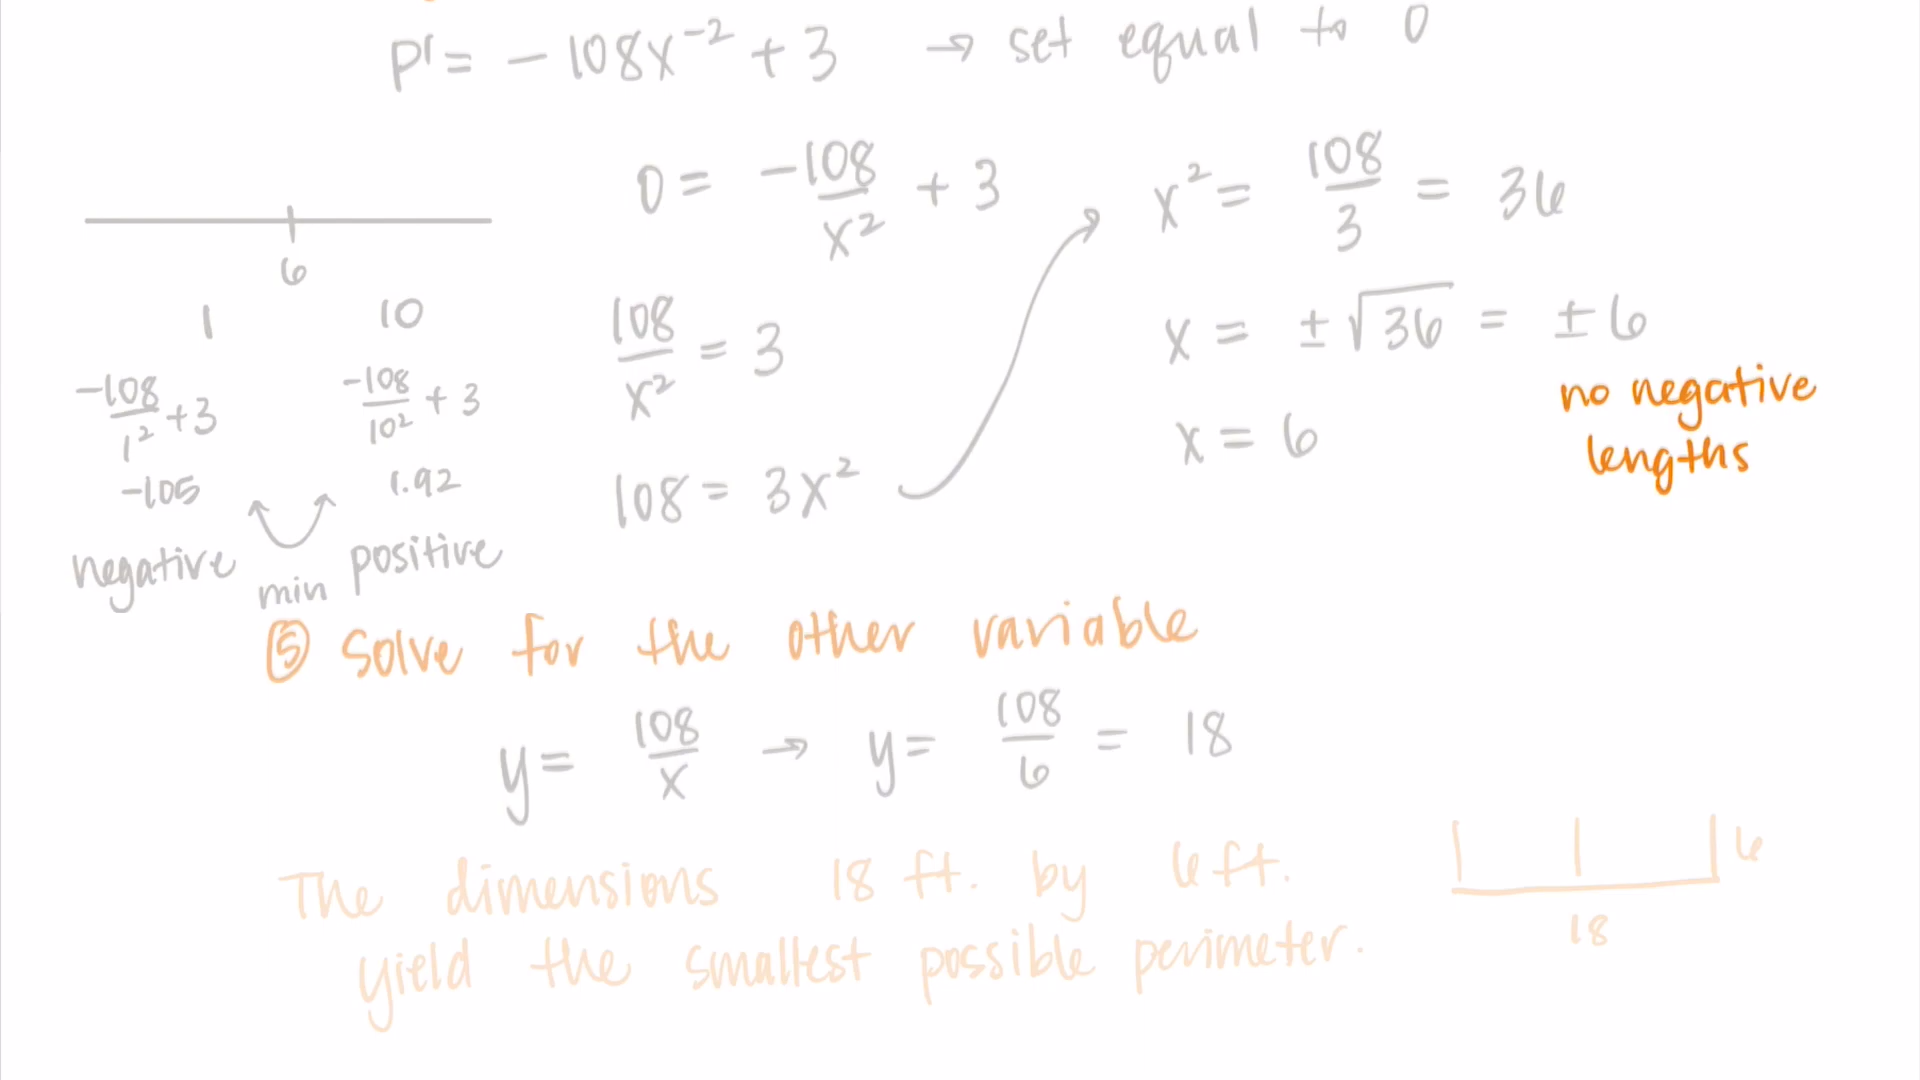 P' = -108x⁻² + 3 → set equal to 0
0 = -108/x² + 3
108/x² = 3
108 = 3x²
x² = 108/3 = 36
x = ±√36 = ±6
no negative
lengths
x = 6
6
1 10
-108/1² + 3 -108/10² + 3
-105 1.92
negative min positive
⑤ solve for the other variable
y = 108/x → y = 108/6 = 18
The dimensions 18 ft. by 6 ft.
yield the smallest possible perimeter.
6
18